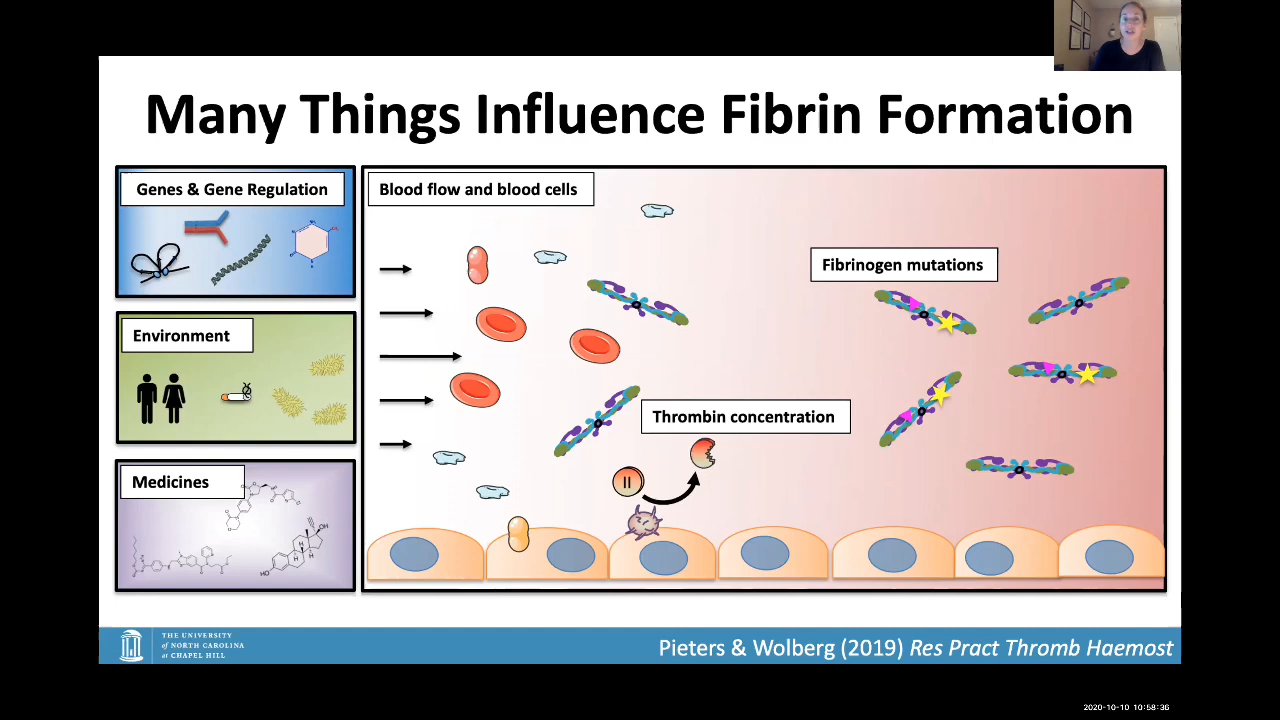 Many Things Influence Fibrin Formation
Genes & Gene Regulation
Blood flow and blood cells
Fibrinogen mutations
Environment
Thrombin concentration
Medicines
II
OH
H
H
H
HO
THE UNIVERSITY
of NORTH CAROLINA
at CHAPEL HILL
Pieters & Wolberg (2019) Res Pract Thromb Haemost
2020-10-10 10:58:36